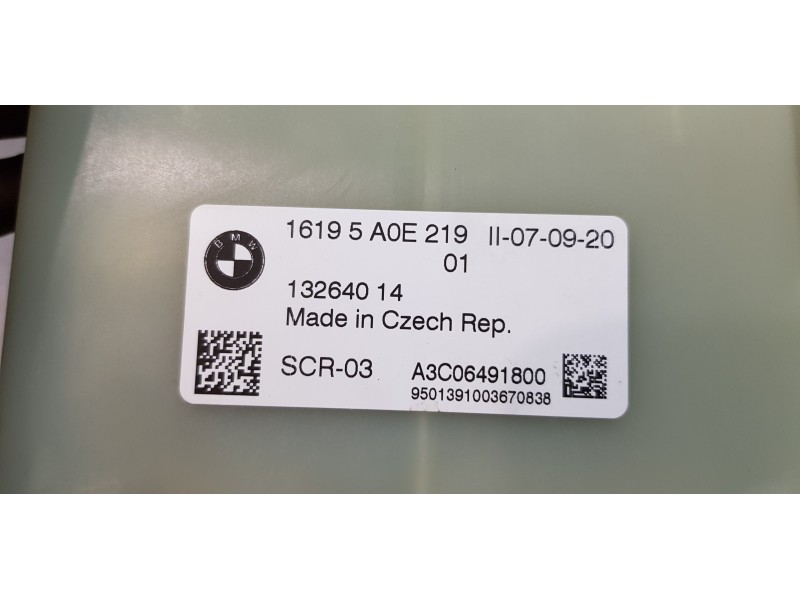 BMW
1619 5 A0E 219 II-07-09-20
01
132640 14
Made in Czech Rep.
SCR-03 A3C06491800
9501391003670838